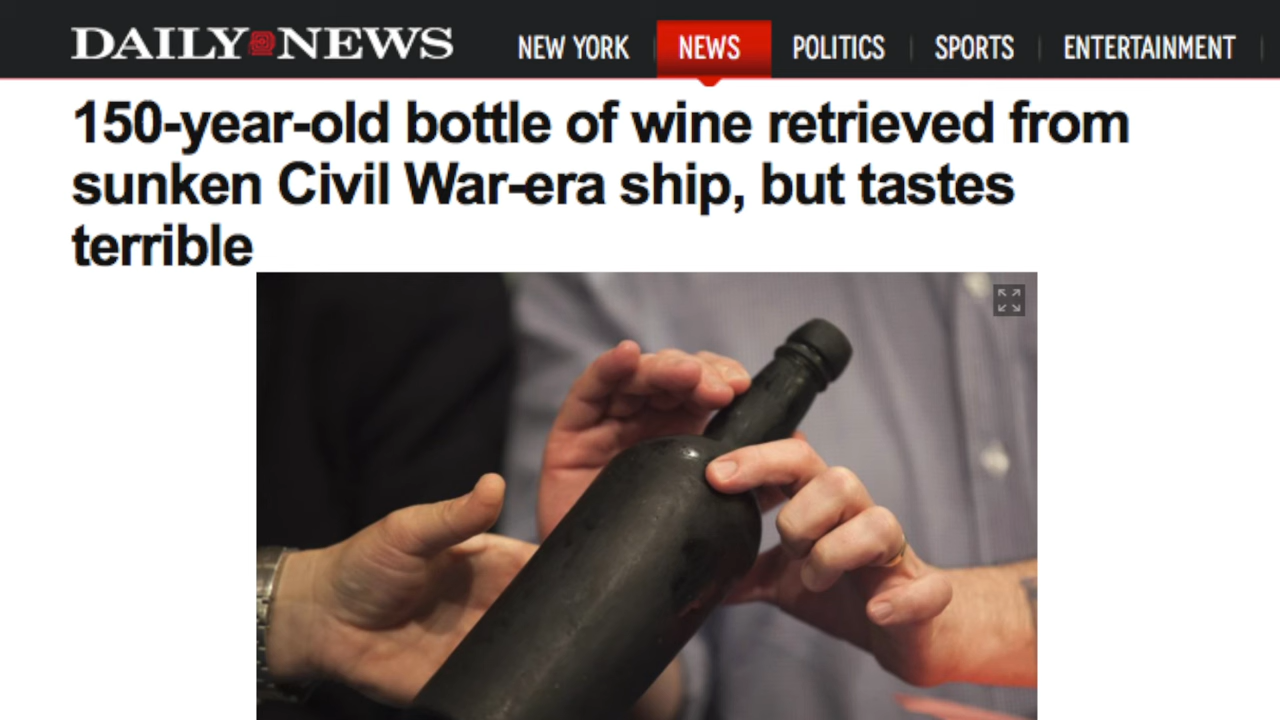 DAILY NEWS NEW YORK NEWS POLITICS SPORTS ENTERTAINMENT
150-year-old bottle of wine retrieved from
sunken Civil War-era ship, but tastes
terrible